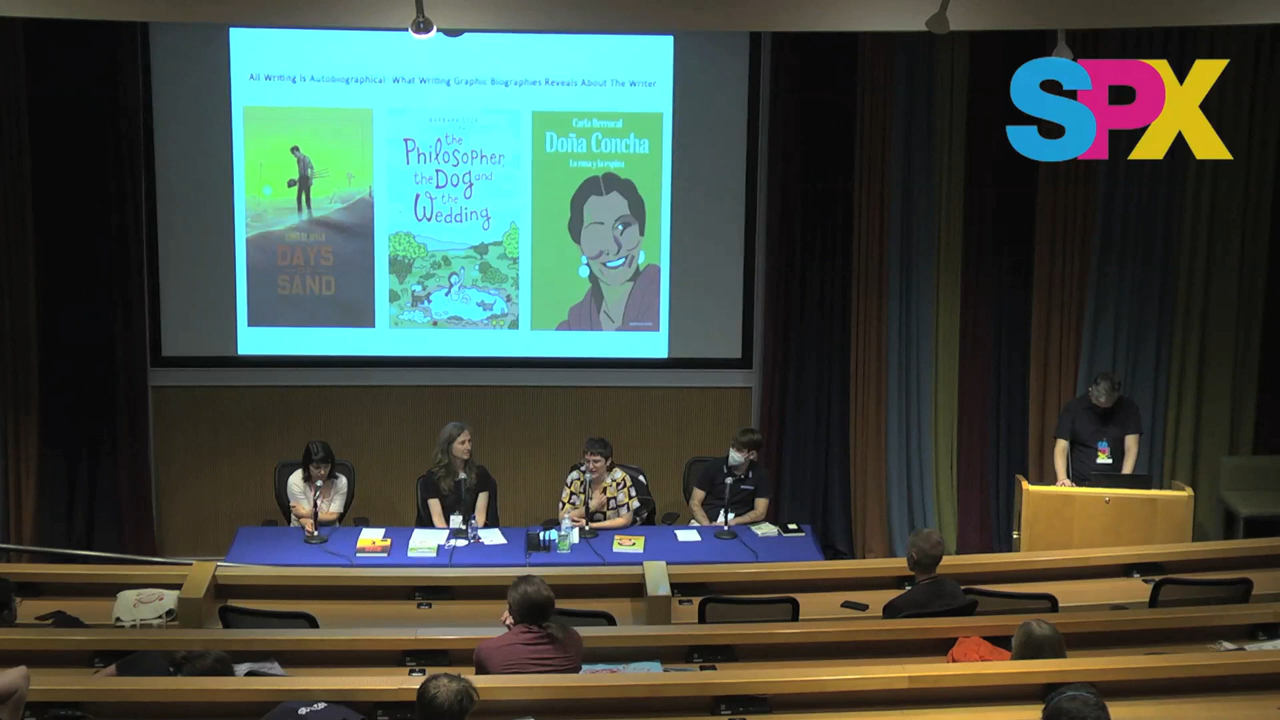 SPX
All Writing Is Autobiographical: What Writing Graphic Biographies Reveals About The Writer
DAYS
OF
SAND
the
Philosopher,
the Dog and
the
Wedding
Carla Berrocal
Doña Concha
La rosa y la espina